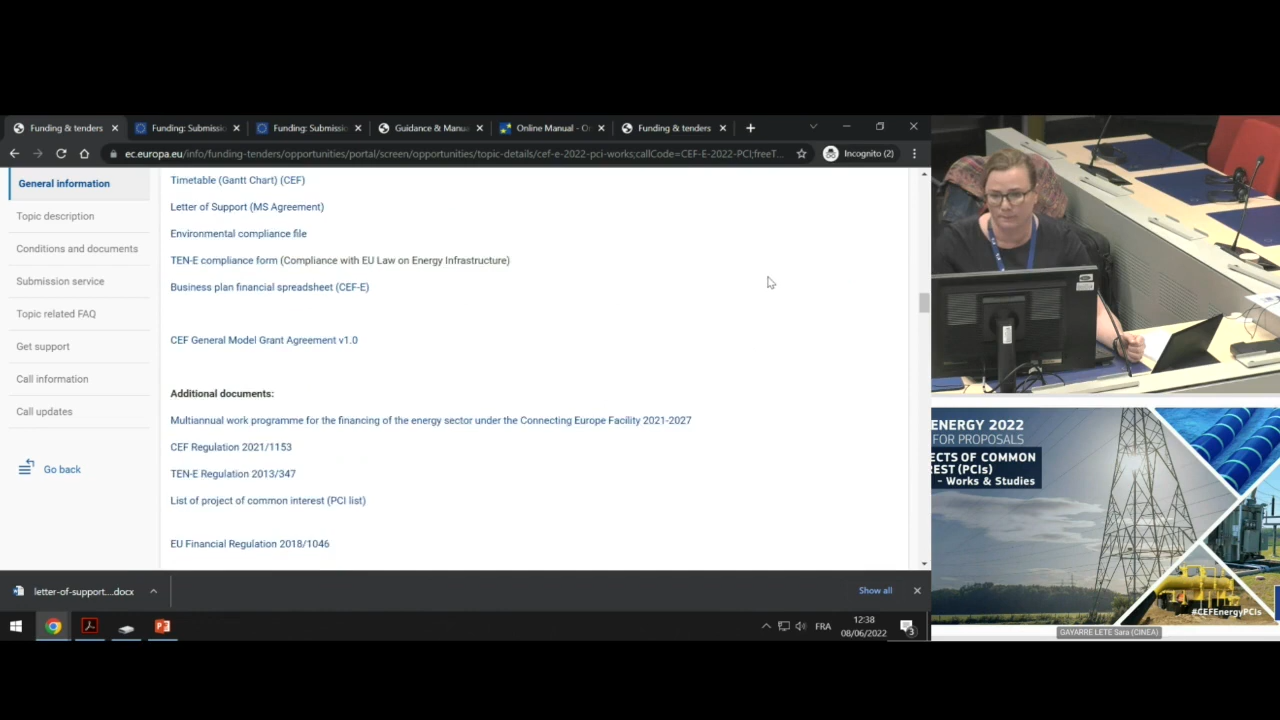 Funding & tenders
Funding: Submissio
Funding: Submissio
Guidance & Manua
Online Manual - O
Funding & tenders
ec.europa.eu/info/funding-tenders/opportunities/portal/screen/opportunities/topic-details/cef-e-2022-pci-works;callCode=CEF-E-2022-PCI;freeT...
Incognito (2)
General information
Topic description
Conditions and documents
Submission service
Topic related FAQ
Get support
Call information
Call updates
Go back
Timetable (Gantt Chart) (CEF)
Letter of Support (MS Agreement)
Environmental compliance file
TEN-E compliance form (Compliance with EU Law on Energy Infrastructure)
Business plan financial spreadsheet (CEF-E)
CEF General Model Grant Agreement v1.0
Additional documents:
Multiannual work programme for the financing of the energy sector under the Connecting Europe Facility 2021-2027
CEF Regulation 2021/1153
TEN-E Regulation 2013/347
List of project of common interest (PCI list)
EU Financial Regulation 2018/1046
letter-of-support....docx
Show all
FRA
12:38
08/06/2022
3
ENERGY 2022
FOR PROPOSALS
ECTS OF COMMON
REST (PCIs)
- Works & Studies
#CEFEnergyPCIs
GAYARRE LETE Sara (CINEA)